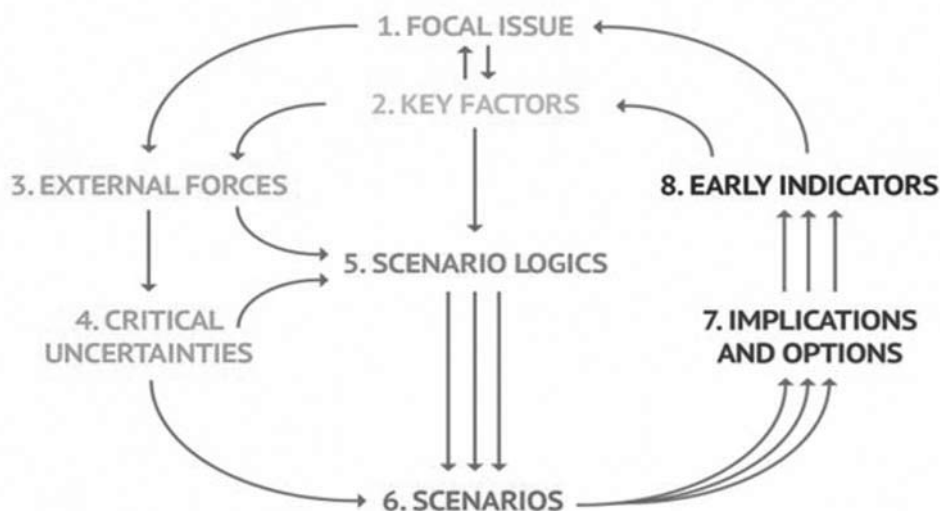 1. FOCAL ISSUE
2. KEY FACTORS
3. EXTERNAL FORCES
8. EARLY INDICATORS
5. SCENARIO LOGICS
4. CRITICAL
UNCERTAINTIES
7. IMPLICATIONS
AND OPTIONS
6. SCENARIOS